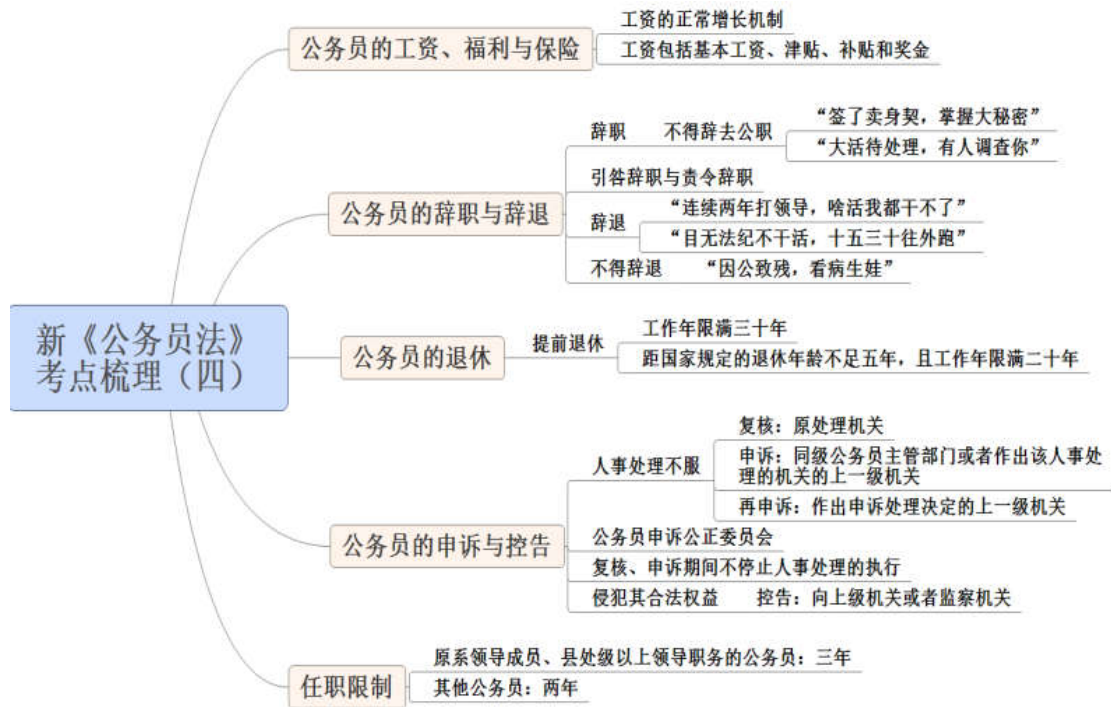 工资的正常增长机制
公务员的工资、福利与保险
工资包括基本工资、津贴、补贴和奖金
辞职
不得辞去公职
“签了卖身契，掌握大秘密”
“大活待处理，有人调查你”
引咎辞职与责令辞职
公务员的辞职与辞退
辞退
“连续两年打领导，啥活我都干不了”
“目无法纪不干活，十五三十往外跑”
不得辞退
“因公致残，看病生娃”
新《公务员法》
考点梳理（四）
公务员的退休
提前退休
工作年限满三十年
距国家规定的退休年龄不足五年，且工作年限满二十年
人事处理不服
复核：原处理机关
申诉：同级公务员主管部门或者作出该人事处
理的机关的上一级机关
再申诉：作出申诉处理决定的上一级机关
公务员的申诉与控告
公务员申诉公正委员会
复核、申诉期间不停止人事处理的执行
侵犯其合法权益
控告：向上级机关或者监察机关
任职限制
原系领导成员、县处级以上领导职务的公务员：三年
其他公务员：两年